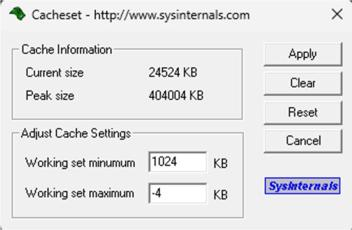 Cacheset - http://www.sysinternals.com
Cache Information
Current size 24524 KB
Peak size 404004 KB
Adjust Cache Settings
Working set minumum 1024 KB
Working set maximum -4 KB
Apply
Clear
Reset
Cancel
Sysinternals